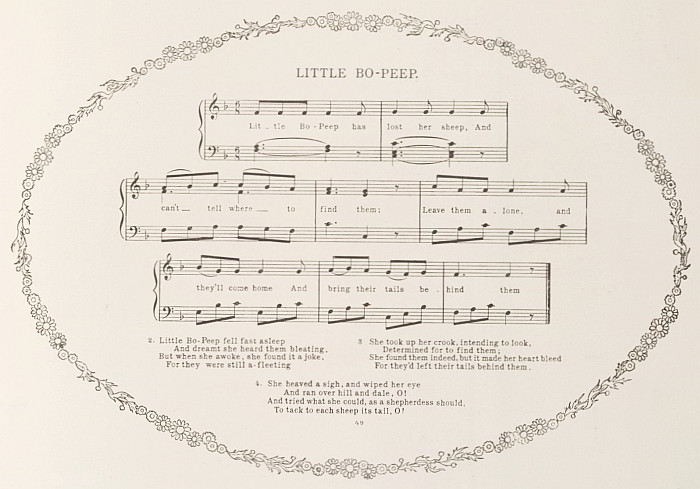 LITTLE BO-PEEP.
Lit - tle Bo - Peep has lost her sheep, And
can't tell where to find them; Leave them a - lone, and
they'll come home And bring their tails be - hind them
2. Little Bo-Peep fell fast asleep
And dreamt she heard them bleating,
But when she awoke, she found it a joke,
For they were still a-fleeting
3. She took up her crook, intending to look,
Determined for to find them;
She found them indeed, but it made her heart bleed
For they'd left their tails behind them.
4. She heaved a sigh, and wiped her eye
And ran over hill and dale, O!
And tried what she could, as a shepherdess should,
To tack to each sheep its tail, O!
49